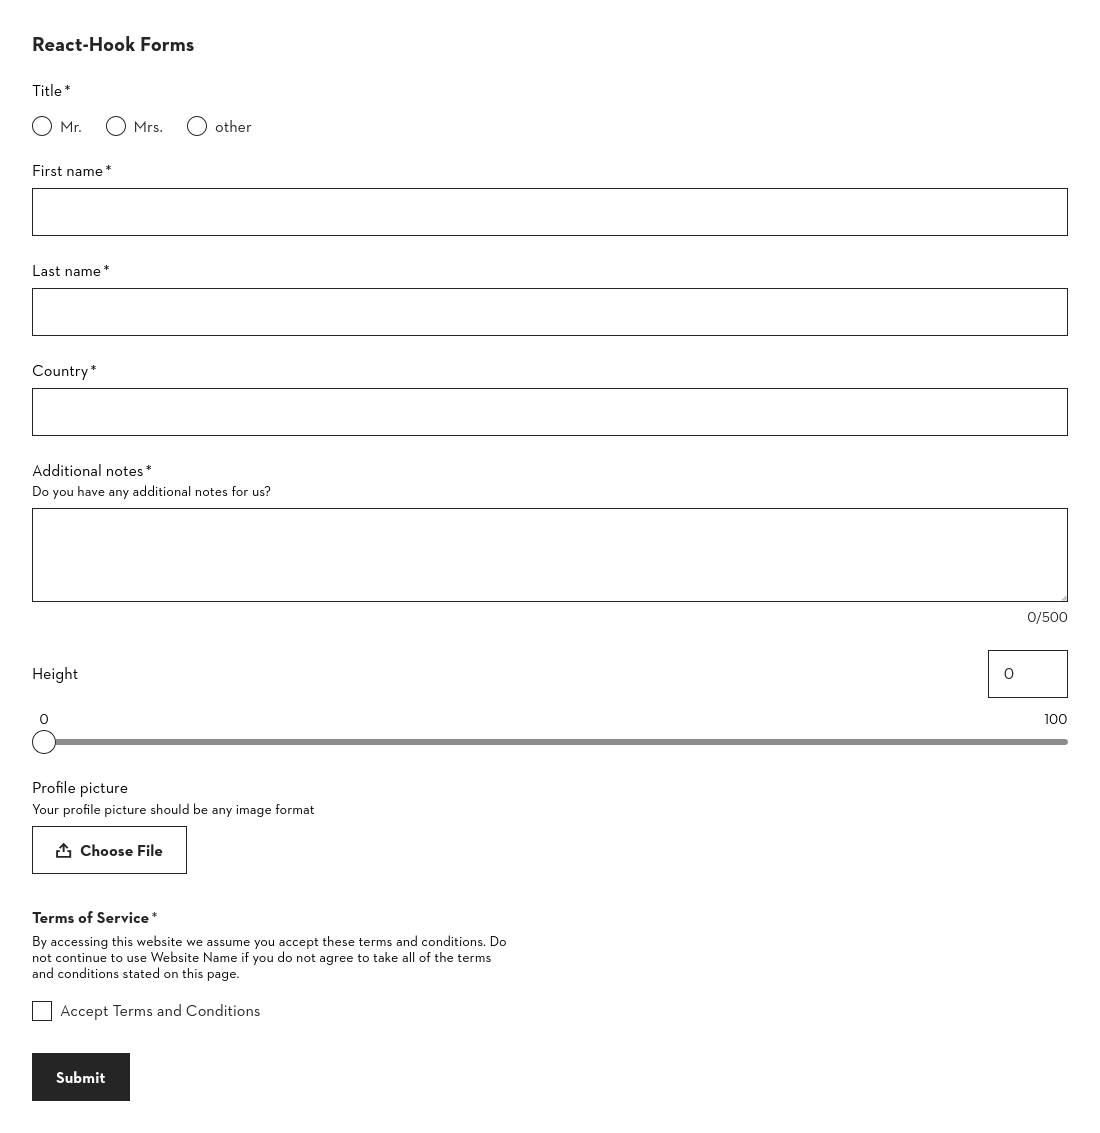 React-Hook Forms
Title *
Mr. Mrs. other
First name *
Last name *
Country *
Additional notes *
Do you have any additional notes for us?
0/500
Height 0
0 100
Profile picture
Your profile picture should be any image format
Choose File
Terms of Service *
By accessing this website we assume you accept these terms and conditions. Do
not continue to use Website Name if you do not agree to take all of the terms
and conditions stated on this page.
Accept Terms and Conditions
Submit